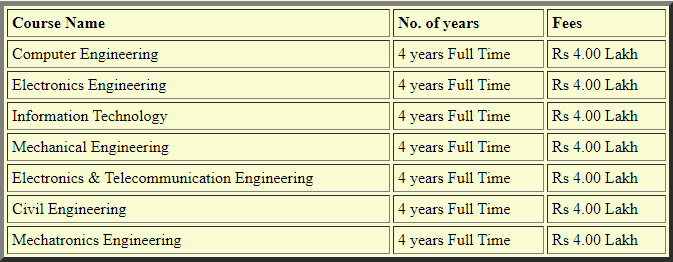 Course Name No. of years Fees
Computer Engineering 4 years Full Time Rs 4.00 Lakh
Electronics Engineering 4 years Full Time Rs 4.00 Lakh
Information Technology 4 years Full Time Rs 4.00 Lakh
Mechanical Engineering 4 years Full Time Rs 4.00 Lakh
Electronics & Telecommunication Engineering 4 years Full Time Rs 4.00 Lakh
Civil Engineering 4 years Full Time Rs 4.00 Lakh
Mechatronics Engineering 4 years Full Time Rs 4.00 Lakh